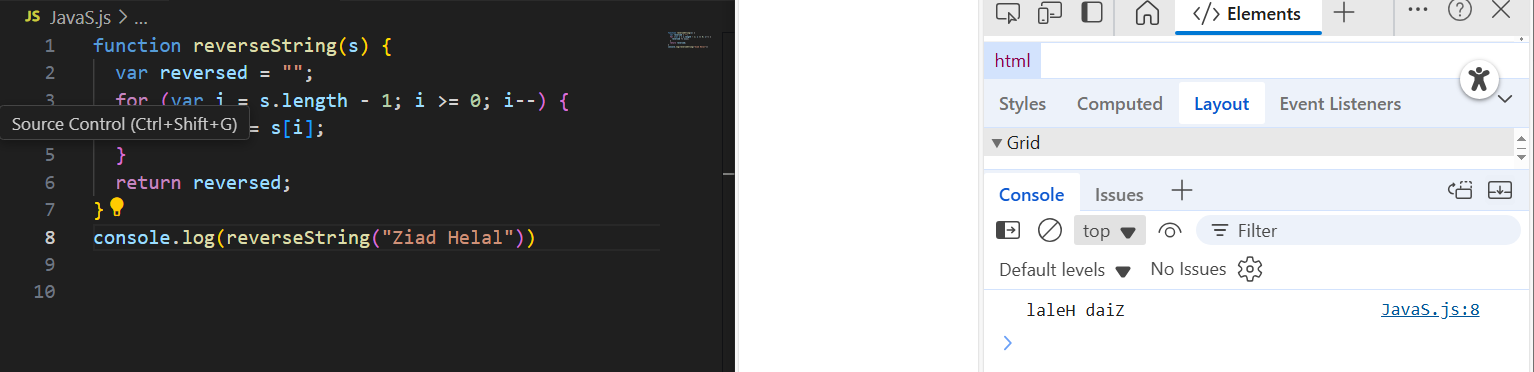 JS JavaS.js > ...
1 function reverseString(s) {
2 var reversed = "";
3 for (var i = s.length - 1; i >= 0; i--) {
Source Control (Ctrl+Shift+G) = s[i];
5 }
6 return reversed;
7 }
8 console.log(reverseString("Ziad Helal"))
9
10
</> Elements
html
Styles Computed Layout Event Listeners
Grid
Console Issues
top Filter
Default levels No Issues
laleH daiZ JavaS.js:8